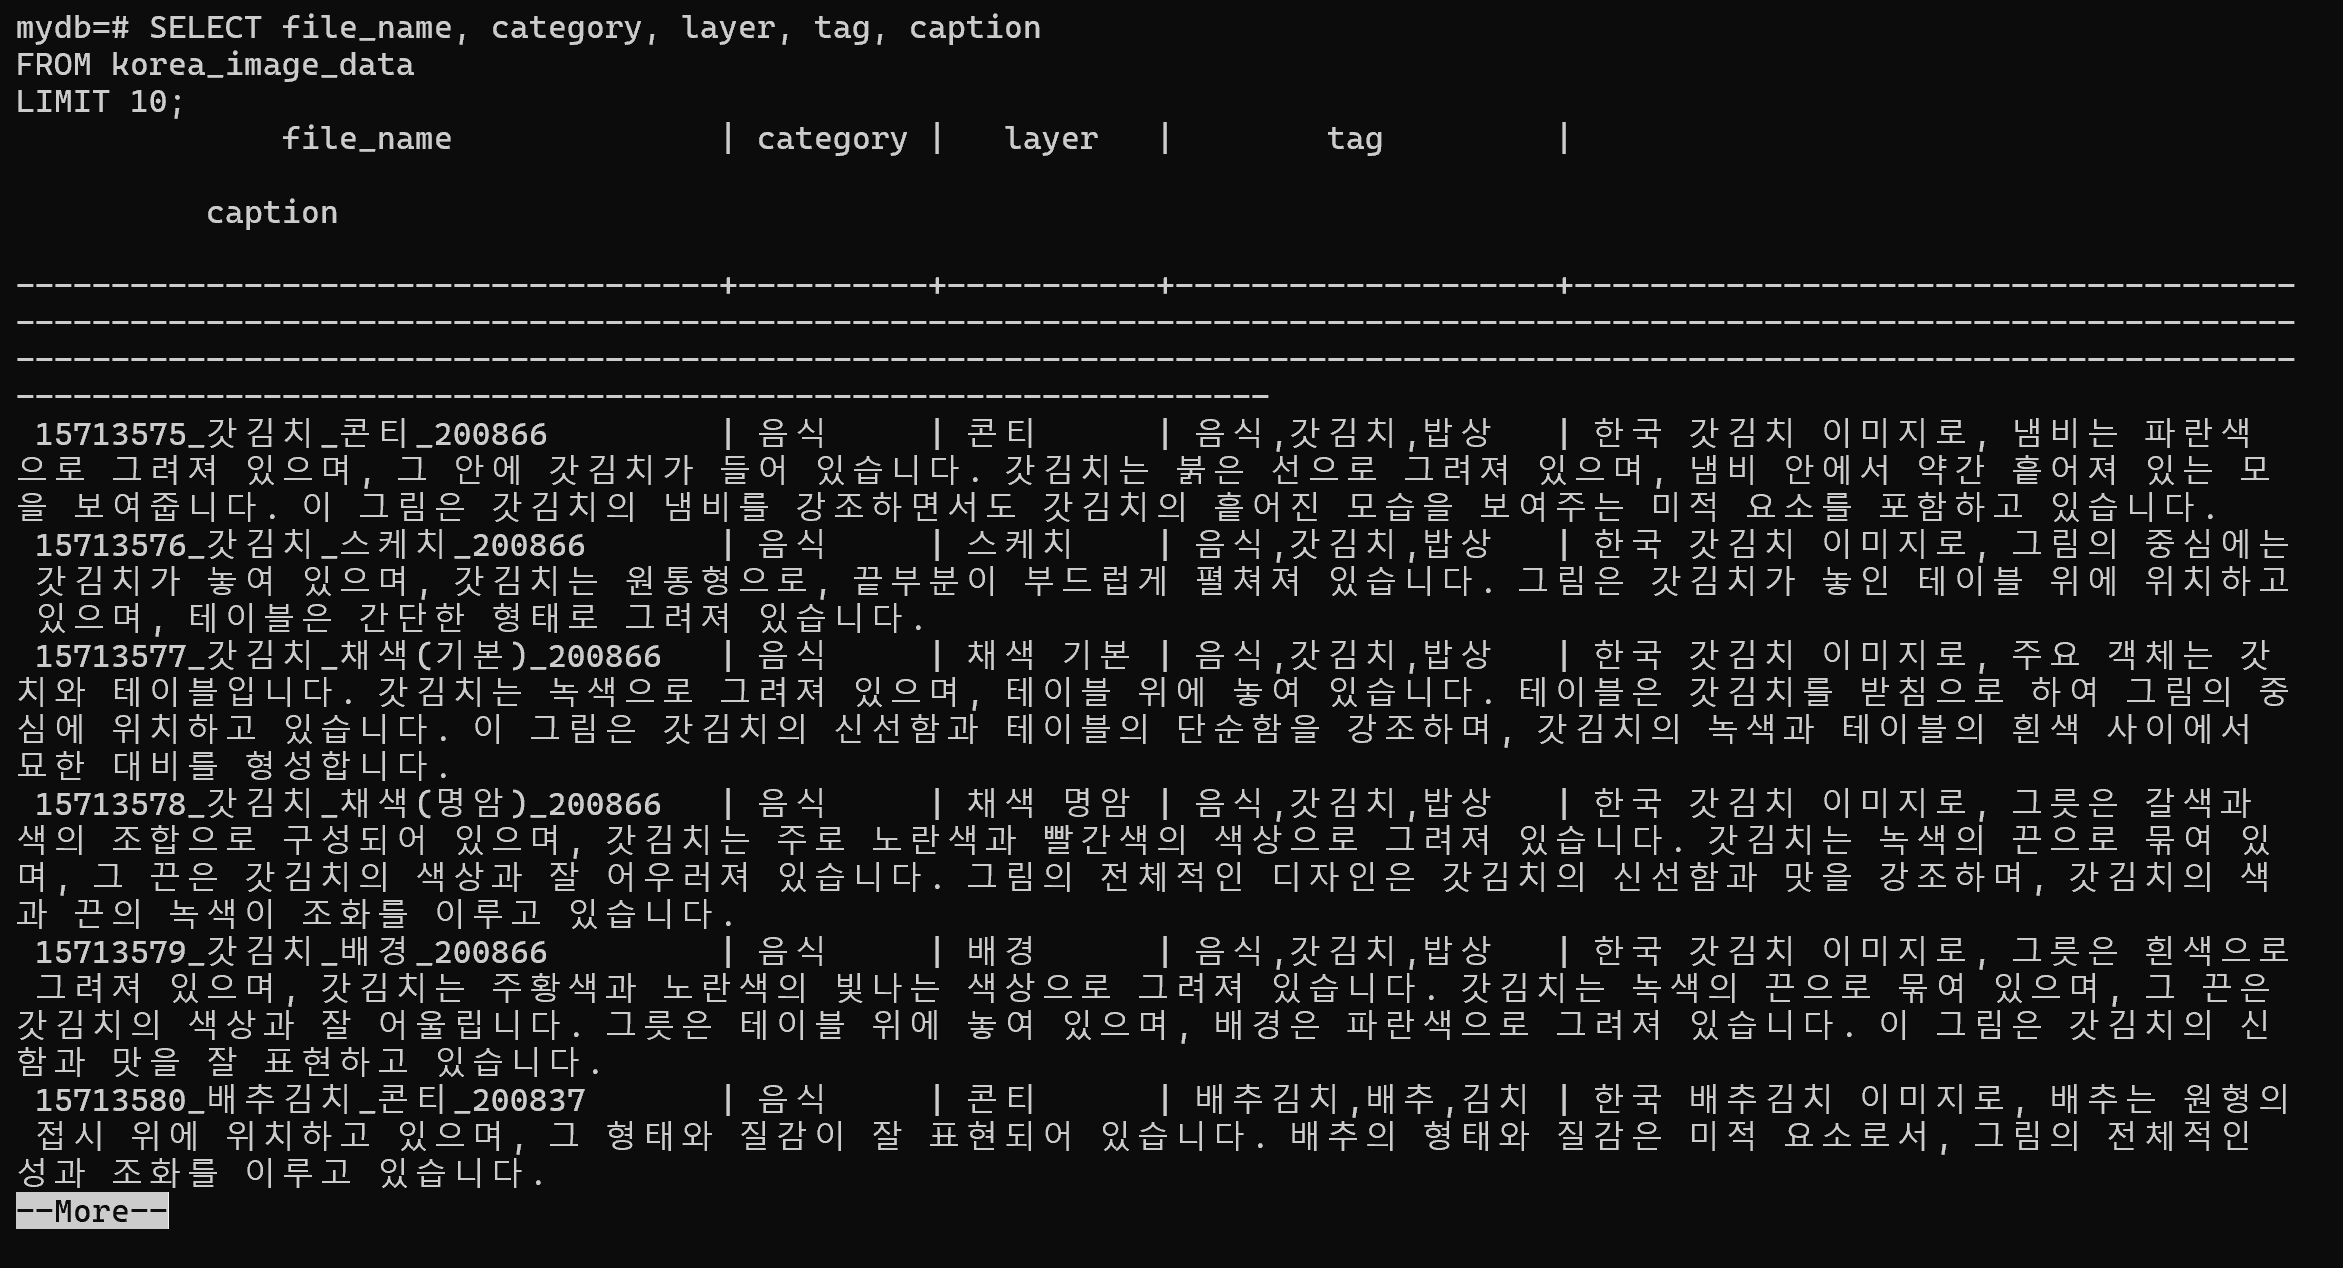 mydb=# SELECT file_name, category, layer, tag, caption
FROM korea_image_data
LIMIT 10;
file_name | category | layer | tag |
caption
-------------------------------------+----------+-----------+--------------------+--------------------------------------
------------------------------------------------------------------------------------------------------------------------
------------------------------------------------------------------------------------------------------------------------
------------------------------------------------------------------
15713575_갓김치_콘티_200866 | 음식 | 콘티 | 음식,갓김치,밥상 | 한국 갓김치 이미지로, 냄비는 파란색
으로 그려져 있으며, 그 안에 갓김치가 들어 있습니다. 갓김치는 붉은 선으로 그려져 있으며, 냄비 안에서 약간 흩어져 있는 모
을 보여줍니다. 이 그림은 갓김치의 냄비를 강조하면서도 갓김치의 흩어진 모습을 보여주는 미적 요소를 포함하고 있습니다.
15713576_갓김치_스케치_200866 | 음식 | 스케치 | 음식,갓김치,밥상 | 한국 갓김치 이미지로, 그림의 중심에는
갓김치가 놓여 있으며, 갓김치는 원통형으로, 끝부분이 부드럽게 펼쳐져 있습니다. 그림은 갓김치가 놓인 테이블 위에 위치하고
있으며, 테이블은 간단한 형태로 그려져 있습니다.
15713577_갓김치_채색(기본)_200866 | 음식 | 채색 기본 | 음식,갓김치,밥상 | 한국 갓김치 이미지로, 주요 객체는 갓
치와 테이블입니다. 갓김치는 녹색으로 그려져 있으며, 테이블 위에 놓여 있습니다. 테이블은 갓김치를 받침으로 하여 그림의 중
심에 위치하고 있습니다. 이 그림은 갓김치의 신선함과 테이블의 단순함을 강조하며, 갓김치의 녹색과 테이블의 흰색 사이에서
묘한 대비를 형성합니다.
15713578_갓김치_채색(명암)_200866 | 음식 | 채색 명암 | 음식,갓김치,밥상 | 한국 갓김치 이미지로, 그릇은 갈색과
색의 조합으로 구성되어 있으며, 갓김치는 주로 노란색과 빨간색의 색상으로 그려져 있습니다. 갓김치는 녹색의 끈으로 묶여 있
며, 그 끈은 갓김치의 색상과 잘 어우러져 있습니다. 그림의 전체적인 디자인은 갓김치의 신선함과 맛을 강조하며, 갓김치의 색
과 끈의 녹색이 조화를 이루고 있습니다.
15713579_갓김치_배경_200866 | 음식 | 배경 | 음식,갓김치,밥상 | 한국 갓김치 이미지로, 그릇은 흰색으로
그려져 있으며, 갓김치는 주황색과 노란색의 빛나는 색상으로 그려져 있습니다. 갓김치는 녹색의 끈으로 묶여 있으며, 그 끈은
갓김치의 색상과 잘 어울립니다. 그릇은 테이블 위에 놓여 있으며, 배경은 파란색으로 그려져 있습니다. 이 그림은 갓김치의 신
함과 맛을 잘 표현하고 있습니다.
15713580_배추김치_콘티_200837 | 음식 | 콘티 | 배추김치,배추,김치 | 한국 배추김치 이미지로, 배추는 원형의
접시 위에 위치하고 있으며, 그 형태와 질감이 잘 표현되어 있습니다. 배추의 형태와 질감은 미적 요소로서, 그림의 전체적인
성과 조화를 이루고 있습니다.
--More--